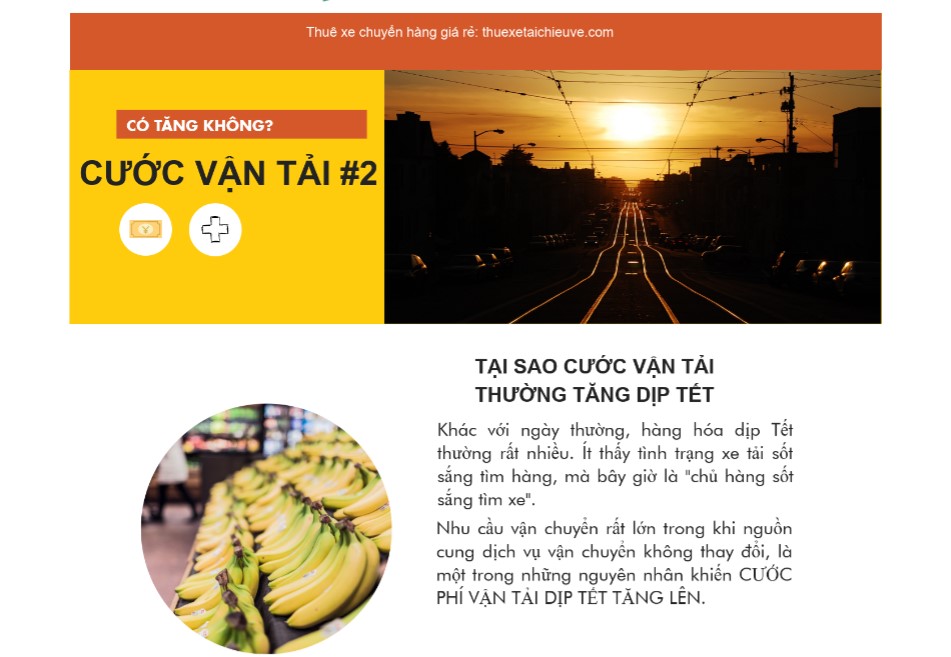 Thuê xe chuyển hàng giá rẻ: thuexetaichieuve.com
CÓ TĂNG KHÔNG?
CƯỚC VẬN TẢI #2
TẠI SAO CƯỚC VẬN TẢI
THƯỜNG TĂNG DỊP TẾT
Khác với ngày thường, hàng hóa dịp Tết
thường rất nhiều. Ít thấy tình trạng xe tải sốt
sắng tìm hàng, mà bây giờ là "chủ hàng sốt
sắng tìm xe".
Nhu cầu vận chuyển rất lớn trong khi nguồn
cung dịch vụ vận chuyển không thay đổi, là
một trong những nguyên nhân khiến CƯỚC
PHÍ VẬN TẢI DỊP TẾT TĂNG LÊN.